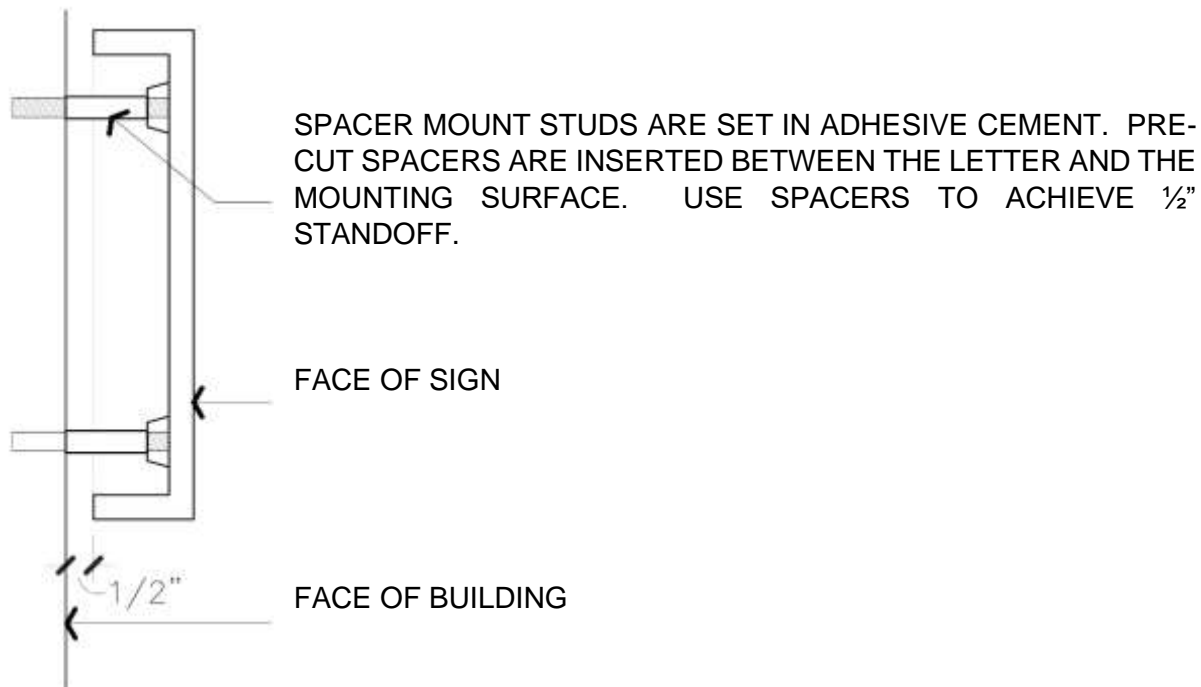 SPACER MOUNT STUDS ARE SET IN ADHESIVE CEMENT. PRE-
CUT SPACERS ARE INSERTED BETWEEN THE LETTER AND THE
MOUNTING SURFACE. USE SPACERS TO ACHIEVE ½”
STANDOFF.
FACE OF SIGN
1/2"
FACE OF BUILDING